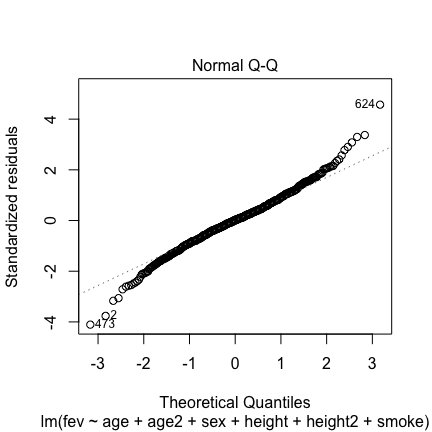 Normal Q-Q
Standardized residuals
4
2
0
-2
-4
624
2
473
-3 -2 -1 0 1 2 3
Theoretical Quantiles
lm(fev ~ age + age2 + sex + height + height2 + smoke)